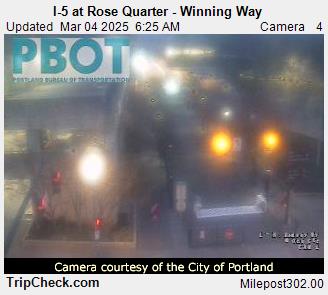 I-5 at Rose Quarter - Winning Way
Updated Mar 04 2025 6:25 AM Camera 4
PBOT
PORTLAND BUREAU OF TRANSPORTATION
Camera courtesy of the City of Portland
TripCheck.com Milepost302.00